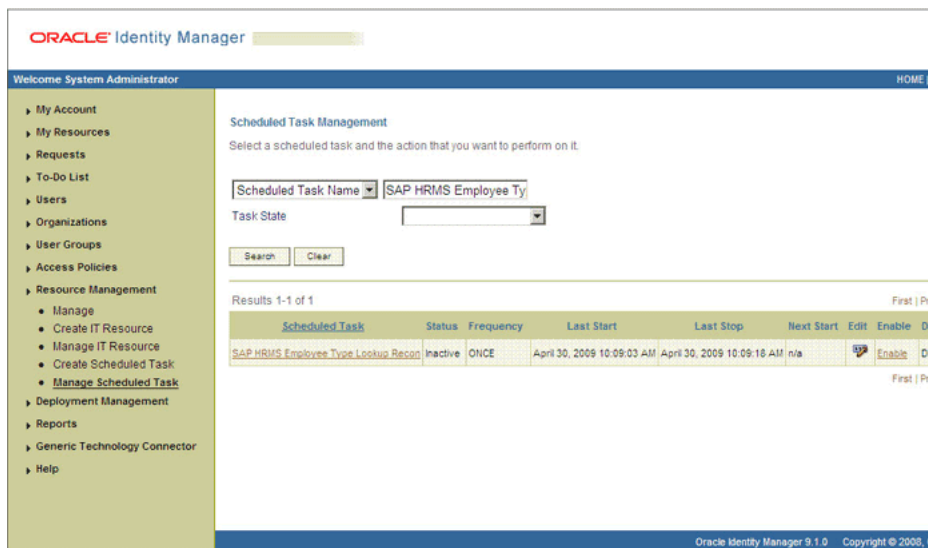 ORACLE Identity Manager
Welcome System Administrator
HOME |
My Account
My Resources
Requests
To-Do List
Users
Organizations
User Groups
Access Policies
Resource Management
Manage
Create IT Resource
Manage IT Resource
Create Scheduled Task
Manage Scheduled Task
Deployment Management
Reports
Generic Technology Connector
Help
Scheduled Task Management
Select a scheduled task and the action that you want to perform on it.
Scheduled Task Name SAP HRMS Employee Ty
Task State
Search Clear
Results 1-1 of 1 First | P
Scheduled Task Status Frequency Last Start Last Stop Next Start Edit Enable D
SAP HRMS Employee Type Lookup Recon Inactive ONCE April 30, 2009 10:09:03 AM April 30, 2009 10:09:18 AM n/a Enable D
First | P
Oracle Identity Manager 9.1.0 Copyright © 2008,